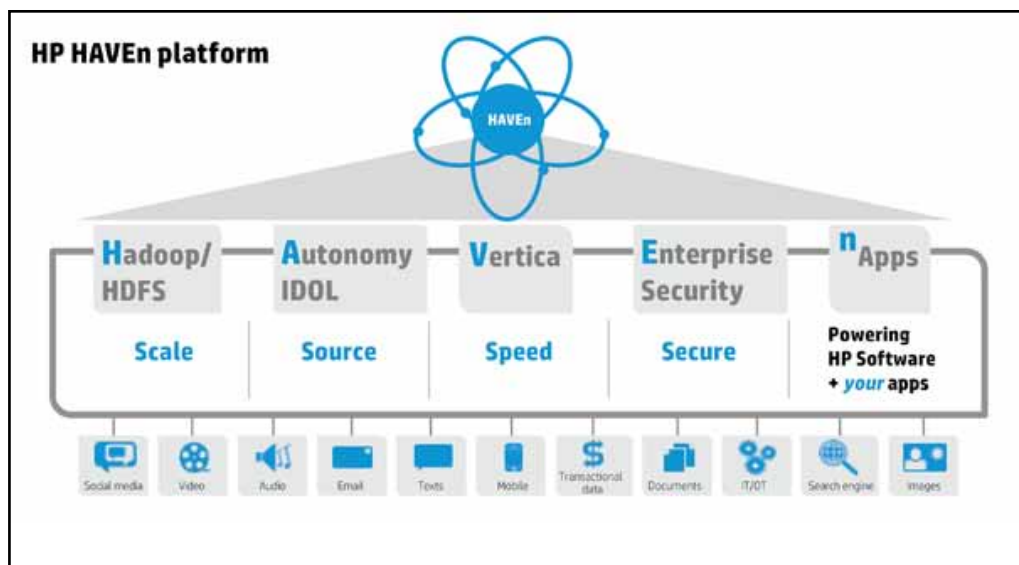 HP HAVEn platform
HAVEn
Hadoop/
HDFS
Autonomy
IDOL
Vertica
Enterprise
Security
n Apps
Scale
Source
Speed
Secure
Powering
HP Software
+ your apps
Social media
Video
Audio
Email
Texts
Mobile
Transactional
data
Documents
IT/OT
Search engine
Images